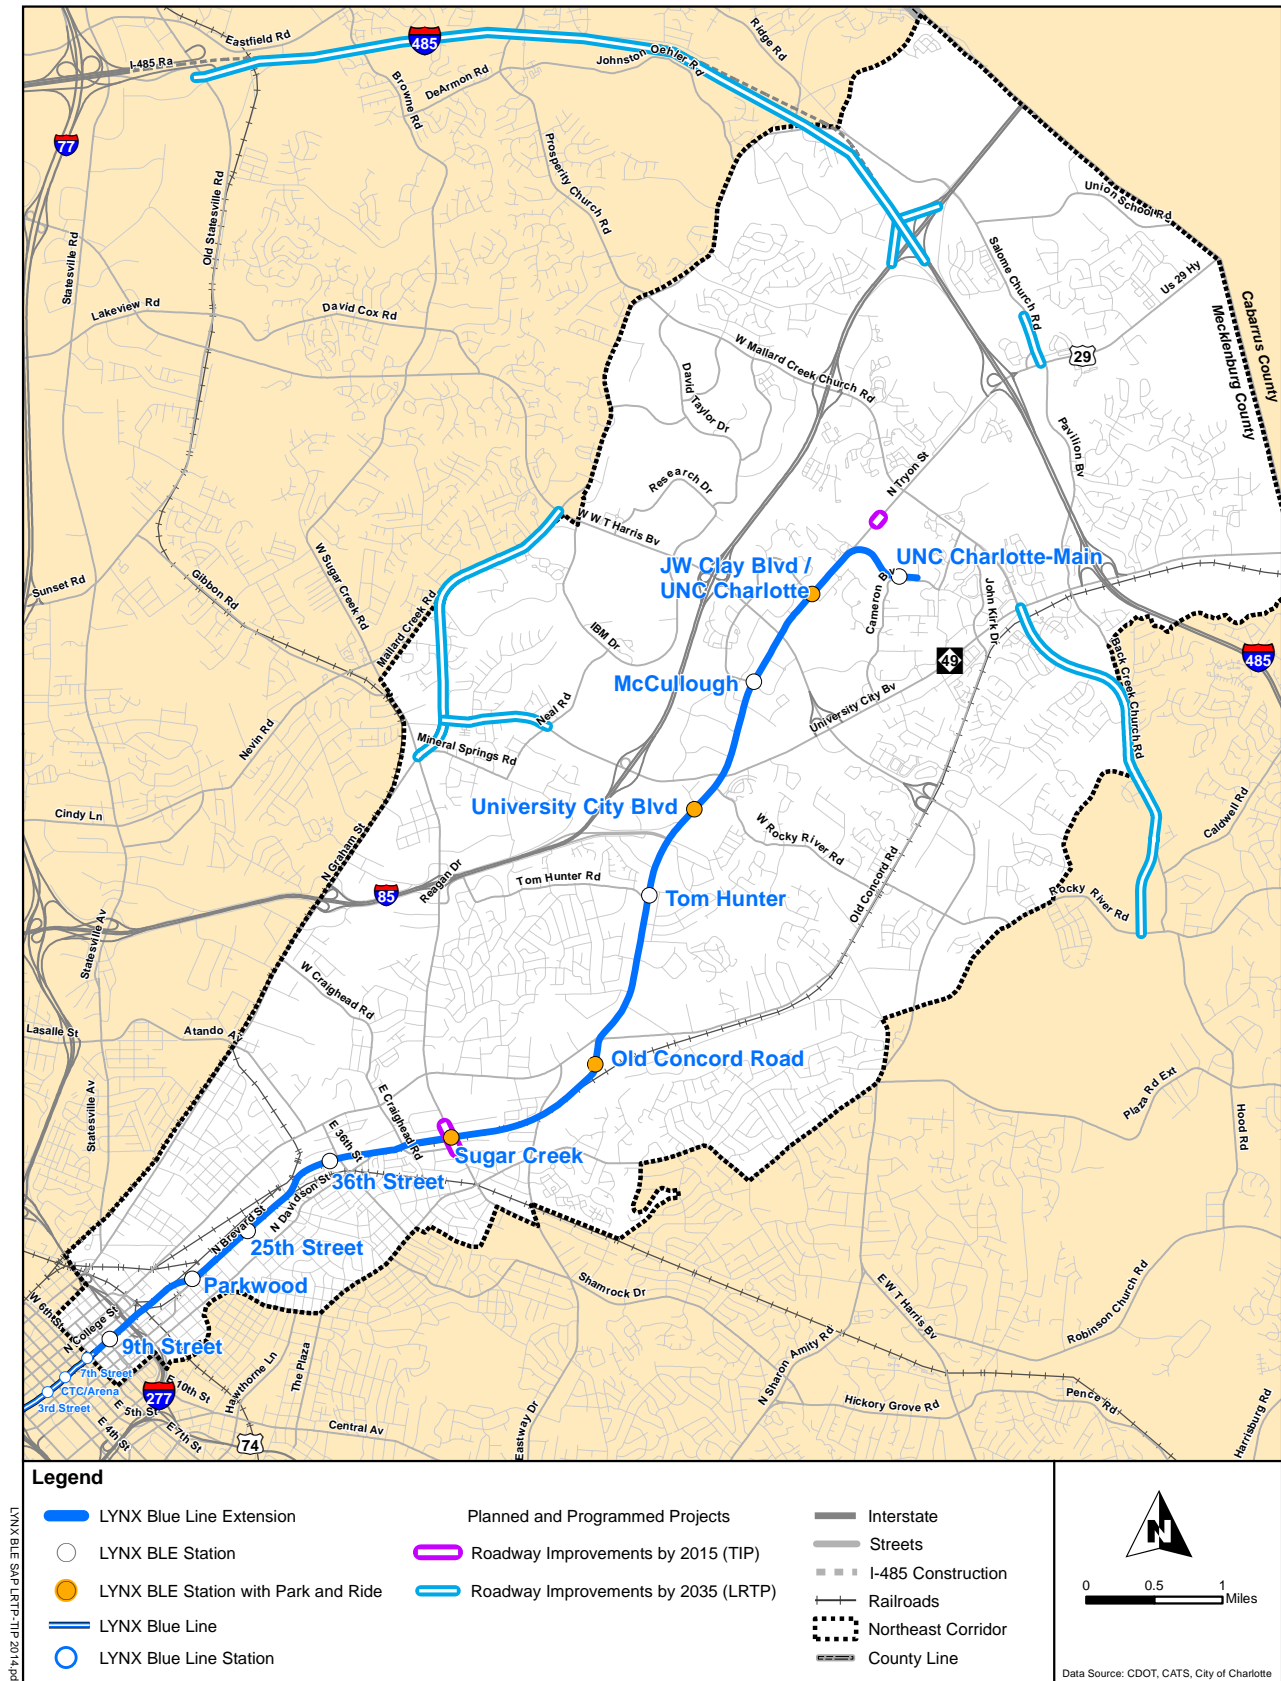 Eastfield Rd
485
Ridge Rd
I-485 Ra
Johnston Oehler Rd
DeArmon Rd
Browne Rd
77
Prosperity Church Rd
Old Statesville Rd
Statesville Rd
Union School Rd
Salome Church Rd
Us 29 Hy
Cabarrus County
Mecklenburg County
Lakeview Rd
David Cox Rd
W Mallard Creek Church Rd
29
David Taylor Dr
Pavilion Bv
N Tryon St
Research Dr
W W T Harris Bv
W Sugar Creek Rd
UNC Charlotte-Main
JW Clay Blvd /
UNC Charlotte
Sunset Rd
Gibbon Rd
Cameron Bv
John Kirk Dr
Mallard Creek Rd
IBM Dr
Back Creek Church Rd
49
485
McCullough
University City Bv
Neal Rd
Nevin Rd
Mineral Springs Rd
University City Blvd
Cindy Ln
W Rocky River Rd
Caldwell Rd
N Graham St
Reagan Dr
85
Tom Hunter Rd
Tom Hunter
Old Concord Rd
Rocky River Rd
Statesville Av
W Craighead Rd
Lasalle St
Atando Av
Old Concord Road
Plaza Rd Ext
Hood Rd
Statesville Av
E Craighead Rd
E 36th St
Sugar Creek
36th Street
N Davidson St
N Brevard St
25th Street
Parkwood
Shamrock Dr
E W T Harris Bv
Robinson Church Rd
W 6th St
N College St
9th Street
7th Street
CTC/Arena
3rd Street
277
E 10th St
Hawthorne Ln
The Plaza
E 5th St
E 4th St
E 7th St
74
Central Av
Eastway Dr
N Sharon Amity Rd
Hickory Grove Rd
Pence Rd
Harrisburg Rd
Legend
LYNX Blue Line Extension
LYNX BLE Station
LYNX BLE Station with Park and Ride
LYNX Blue Line
LYNX Blue Line Station
Planned and Programmed Projects
Roadway Improvements by 2015 (TIP)
Roadway Improvements by 2035 (LRTP)
Interstate
Streets
I-485 Construction
Railroads
Northeast Corridor
County Line
N
0 0.5 1
Miles
Data Source: CDOT, CATS, City of Charlotte
LYNX BLE SAP LRTP-TIP 2014.pd